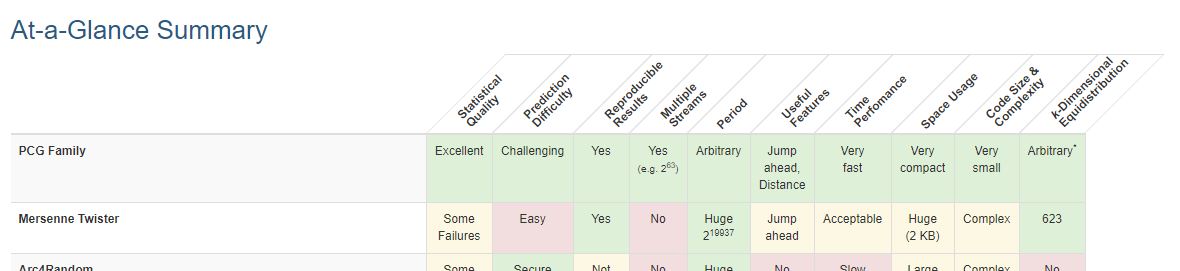 At-a-Glance Summary
Statistical
Quality
Prediction
Difficulty
Reproducible
Results
Multiple
Streams
Period
Useful
Features
Time
Perfomance
Space Usage
Code Size &
Complexity
k-Dimensional
Equidistribution
PCG Family Excellent Challenging Yes Yes Arbitrary Jump Very Very Very Arbitrary*
(e.g. 2^63) ahead, fast compact small
Distance
Mersenne Twister Some Easy Yes No Huge Jump Acceptable Huge Complex 623
Failures 2^19937 ahead (2 KB)
Arc4Random Some Secure Not No Huge No Slow Large Complex No